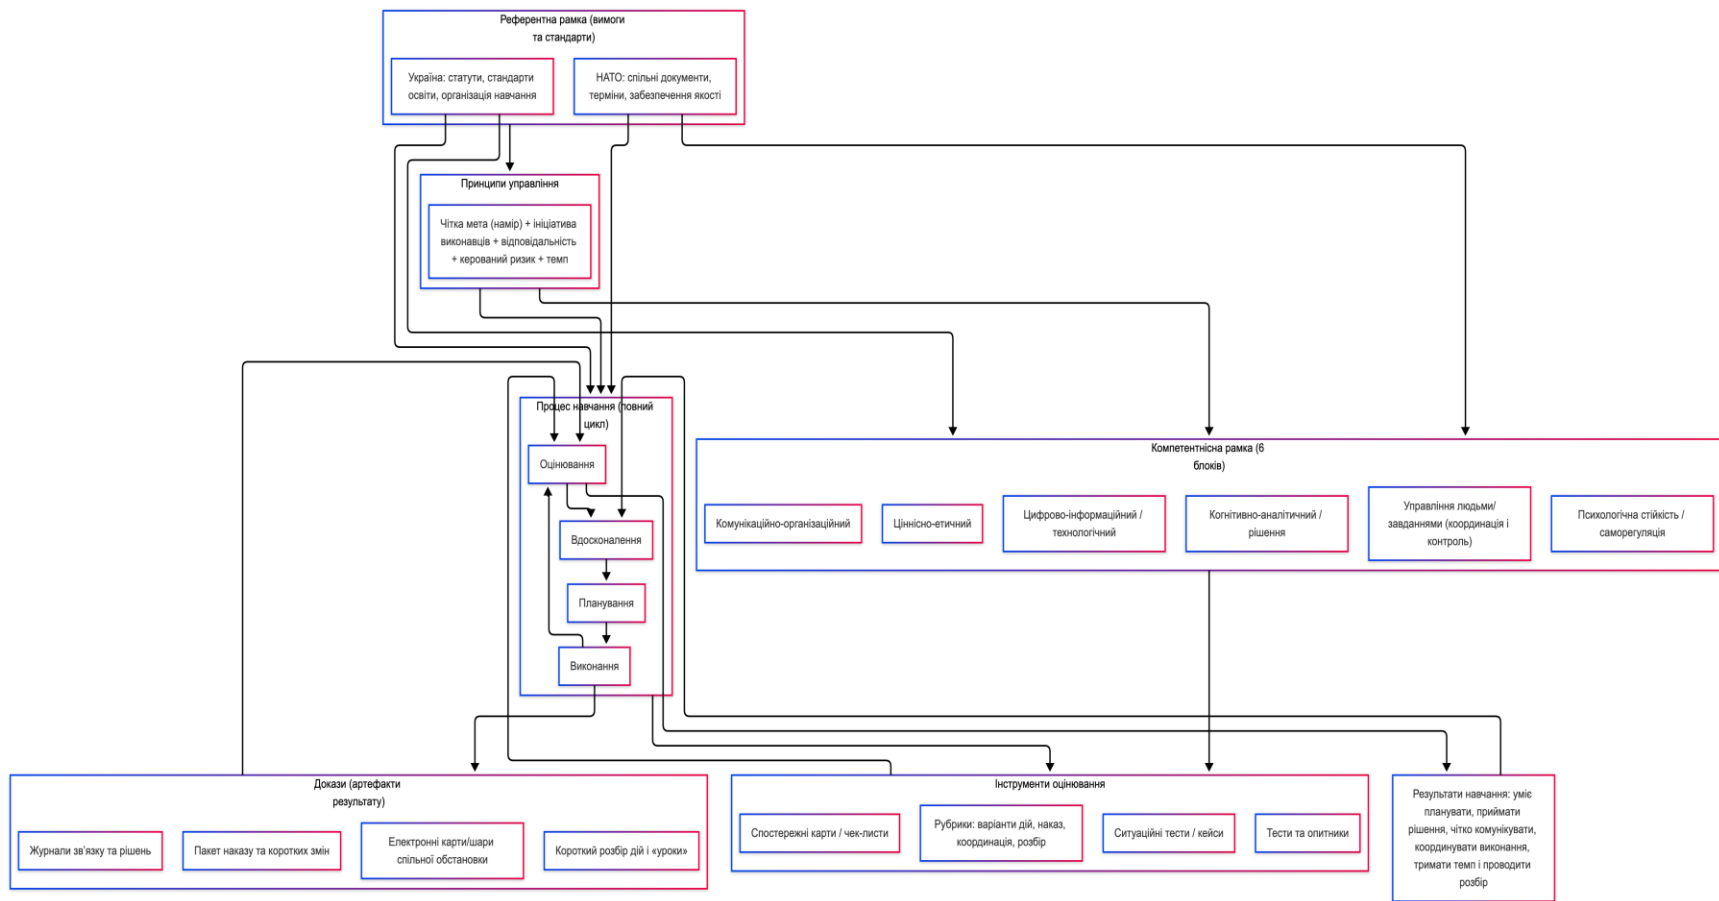 Референтна рамка (вимоги
та стандарти)
Україна: статути, стандарти
освіти, організація навчання
НАТО: спільні документи,
терміни, забезпечення якості
Принципи управління
Чітка мета (намір) + ініціатива
виконавців + відповідальність
+ керований ризик + темп
Процес навчання (повний
цикл)
Оцінювання
Вдосконалення
Планування
Виконання
Компетентнісна рамка (6
блоків)
Комунікаційно-організаційний
Ціннісно-етичний
Цифрово-інформаційний /
технологічний
Когнітивно-аналітичний /
рішення
Управління людьми/
завданнями (координація і
контроль)
Психологічна стійкість /
саморегуляція
Докази (артефакти
результату)
Журнали зв'язку та рішень
Пакет наказу та коротких змін
Електронні карти/шари
спільної обстановки
Короткий розбір дій і «уроки»
Інструменти оцінювання
Спостережні карти / чек-листи
Рубрики: варіанти дій, наказ,
координація, розбір
Ситуаційні тести / кейси
Тести та опитники
Результати навчання: уміє
планувати, приймати
рішення, чітко комунікувати,
координувати виконання,
тримати темп і проводити
розбір